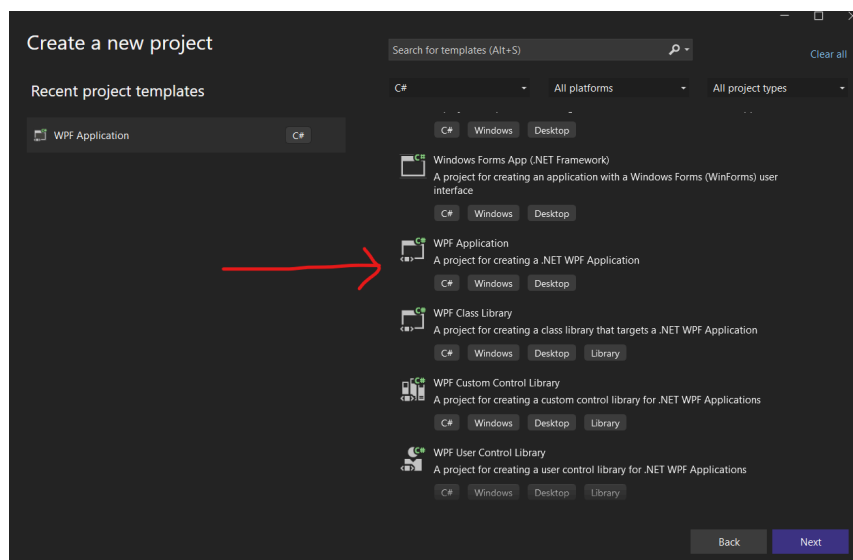 Create a new project
Search for templates (Alt+S)
Clear all
Recent project templates
C#
All platforms
All project types
WPF Application
C#
C# Windows Desktop
Windows Forms App (.NET Framework)
A project for creating an application with a Windows Forms (WinForms) user
interface
C# Windows Desktop
WPF Application
A project for creating a .NET WPF Application
C# Windows Desktop
WPF Class Library
A project for creating a class library that targets a .NET WPF Application
C# Windows Desktop Library
WPF Custom Control Library
A project for creating a custom control library for .NET WPF Applications
C# Windows Desktop Library
WPF User Control Library
A project for creating a user control library for .NET WPF Applications
C# Windows Desktop Library
Back
Next